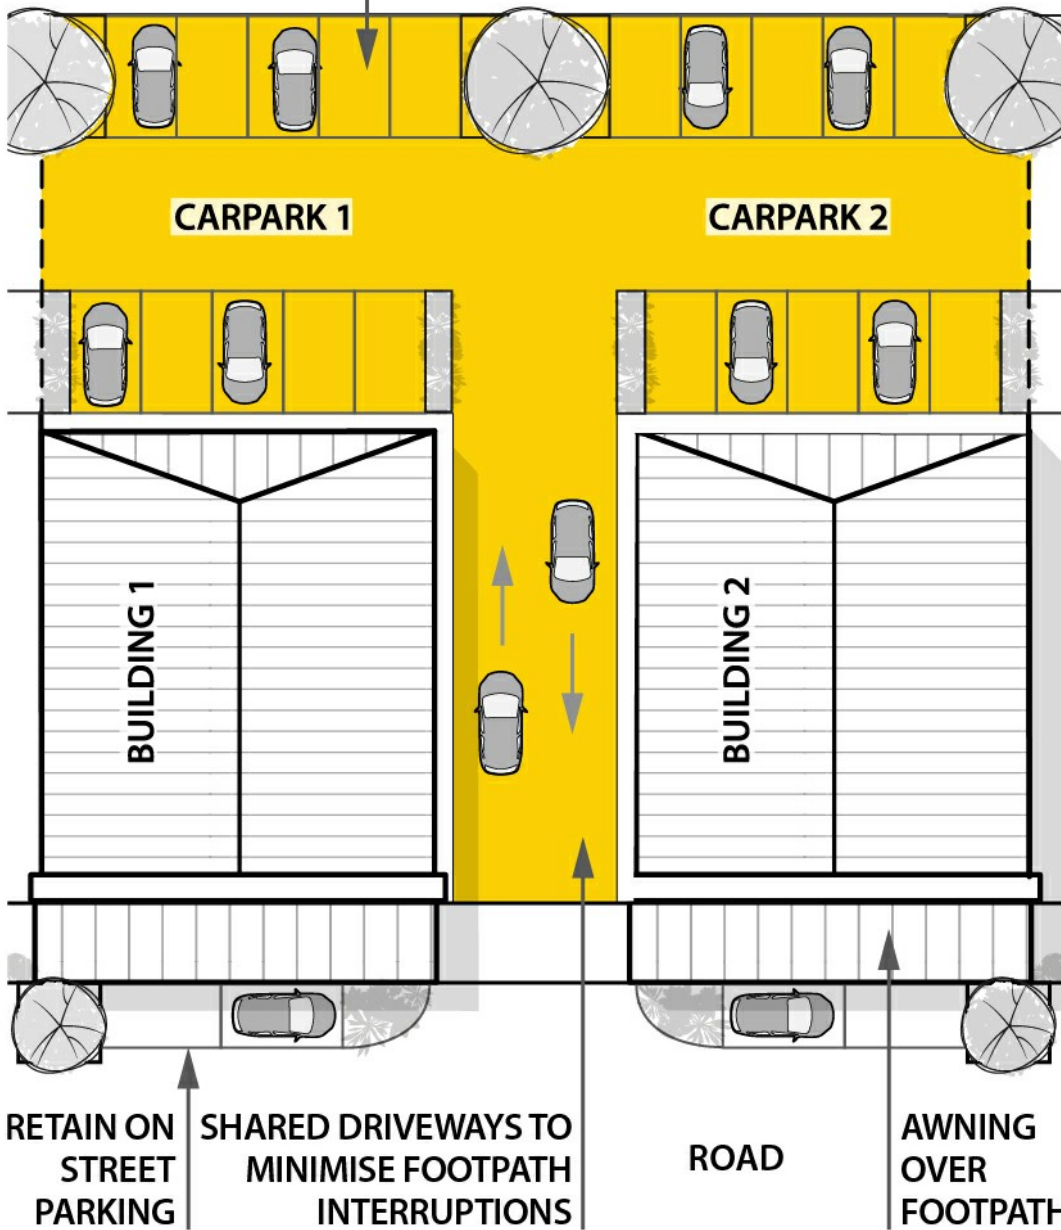 CARPARK 1
CARPARK 2
BUILDING 1
BUILDING 2
RETAIN ON
STREET
PARKING
SHARED DRIVEWAYS TO
MINIMISE FOOTPATH
INTERRUPTIONS
ROAD
AWNING
OVER
FOOTPATH